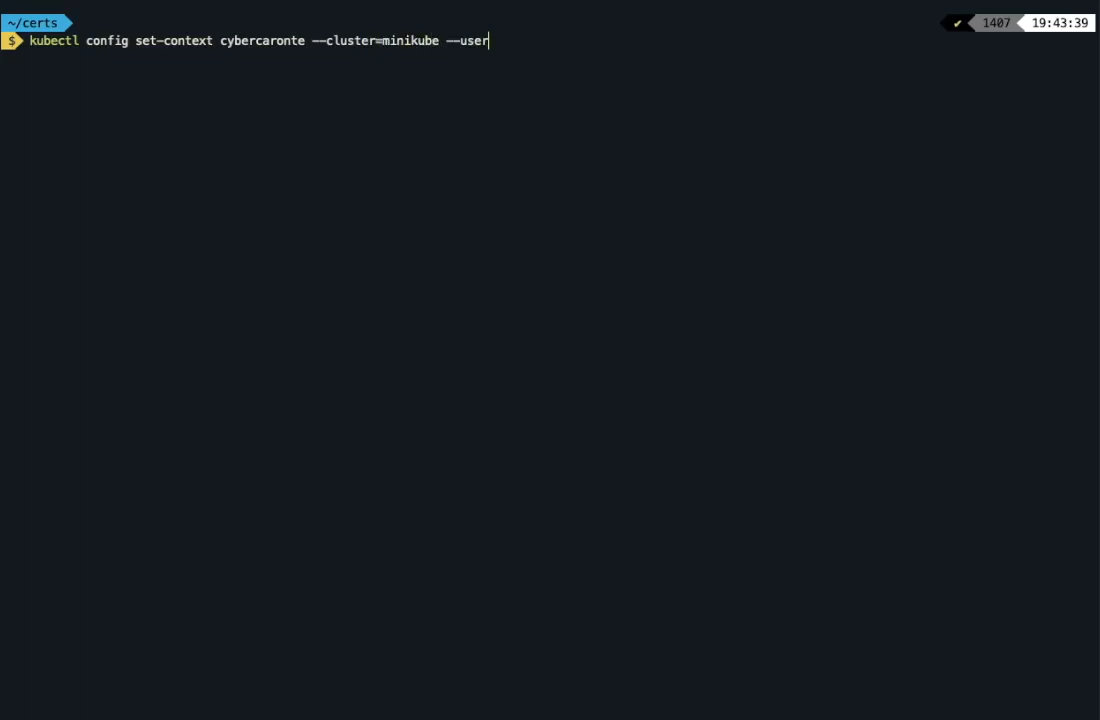 ~/certs ✔ 1407 19:43:39
$ kubectl config set-context cybercaronte --cluster=minikube --user